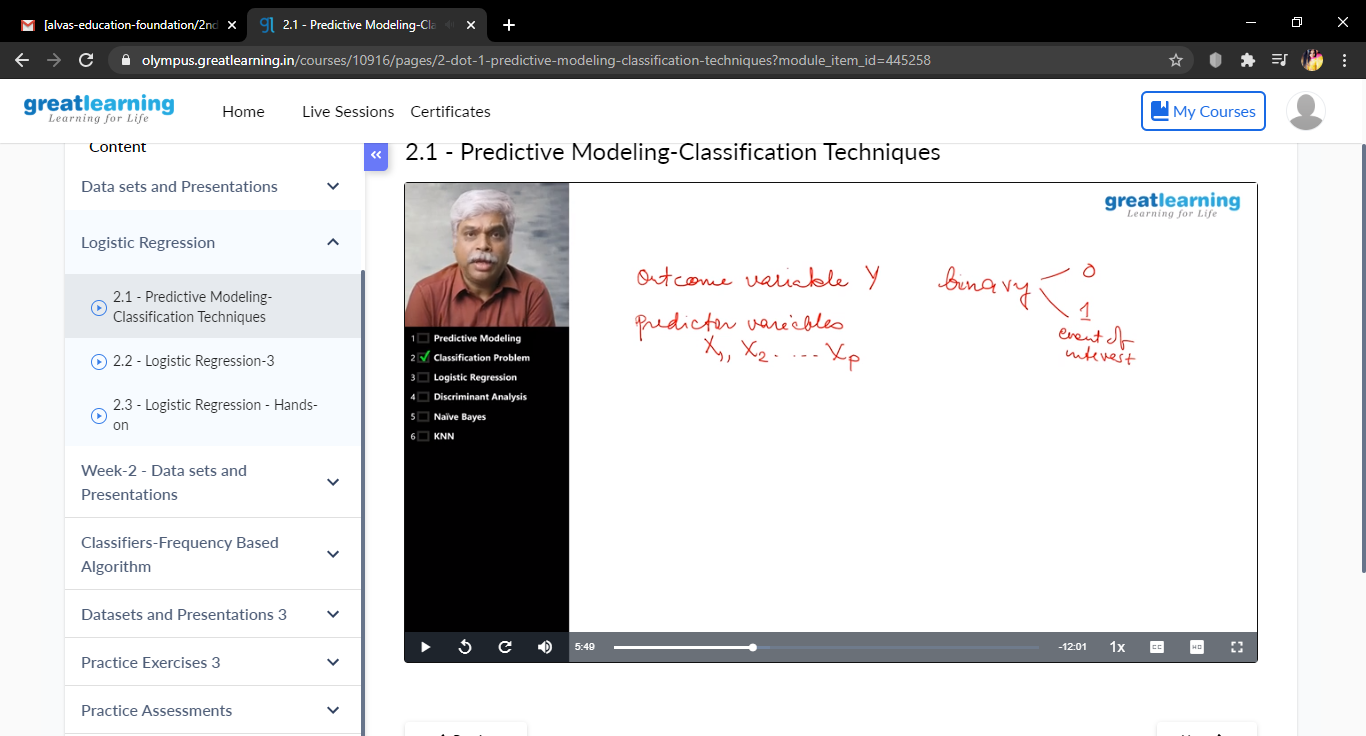 [alvas-education-foundation/2nd
2.1 - Predictive Modeling-Cla
olympus.greatlearning.in/courses/10916/pages/2-dot-1-predictive-modeling-classification-techniques?module_item_id=445258
greatlearning
Learning for Life
Home
Live Sessions
Certificates
My Courses
Content
Data sets and Presentations
Logistic Regression
2.1 - Predictive Modeling-
Classification Techniques
2.2 - Logistic Regression-3
2.3 - Logistic Regression - Hands-
on
Week-2 - Data sets and
Presentations
Classifiers-Frequency Based
Algorithm
Datasets and Presentations 3
Practice Exercises 3
Practice Assessments
2.1 - Predictive Modeling-Classification Techniques
1 Predictive Modeling
2 Classification Problem
3 Logistic Regression
4 Discriminant Analysis
5 Naïve Bayes
6 KNN
greatlearning
Learning for Life
Outcome variable Y
binary
0
1
event of
interest
predictor variables
X1, X2 . ... Xp
5:49
-12:01
1x
CC
HD